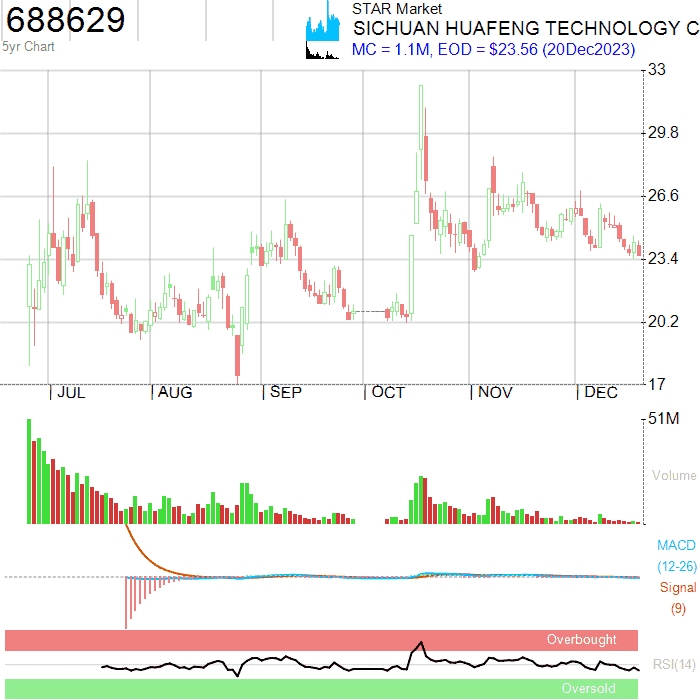 688629
5yr Chart
STAR Market
SICHUAN HUAFENG TECHNOLOGY C
MC = 1.1M, EOD = $23.56 (20Dec2023)
33
29.8
26.6
23.4
20.2
17
JUL AUG SEP OCT NOV DEC
51M
Volume
MACD
(12-26)
Signal
(9)
Overbought
RSI(14)
Oversold